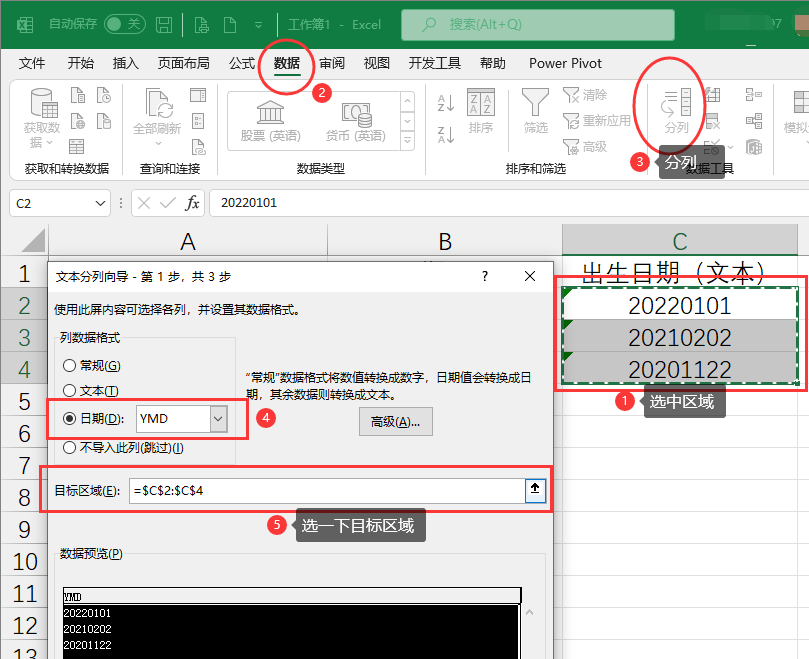 自动保存 关 工作簿1 - Excel 搜索(Alt+Q)
文件 开始 插入 页面布局 公式 数据 审阅 视图 开发工具 帮助 Power Pivot
2
获取数据 全部刷新 股票 (英语) 货币 (英语) 排序 筛选 清除 重新应用 高级 分列
3 分列
获取和转换数据 查询和连接 数据类型 排序和筛选 数据工具
C2 fx 20220101
A B C
1 出生日期（文本）
2 20220101
3 20210202
4 20201122
5
6
7
8
9
10
11
12
13
1 选中区域
文本分列向导 - 第 1 步，共 3 步 ?
使用此屏内容可选择各列，并设置其数据格式。
列数据格式
常规(G)
文本(T)
日期(D): YMD
不导入此列(跳过)(I)
“常规”数据格式将数值转换成数字，日期值会转换成日
期，其余数据则转换成文本。
4
高级(A)...
目标区域(E): =$C$2:$C$4
5 选一下目标区域
数据预览(P)
YMD
20220101
20210202
20201122